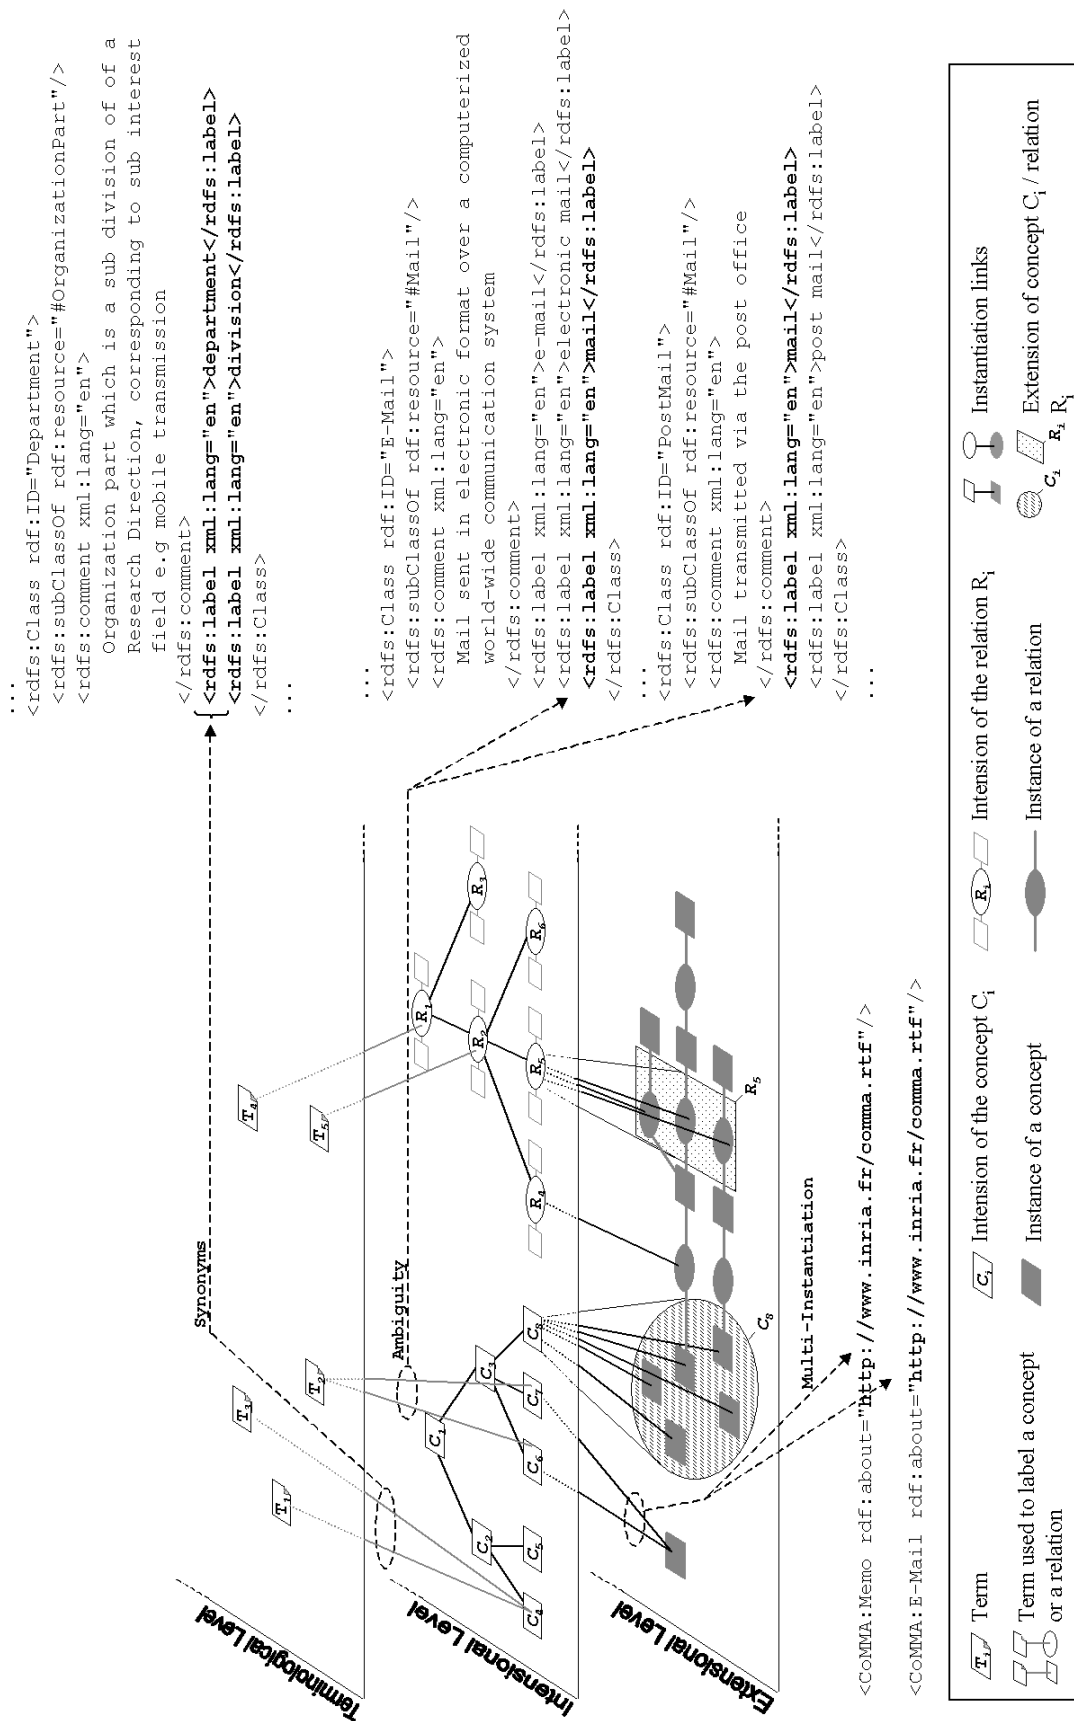 ...
<rdfs:Class rdf:ID="Department">
<rdfs:subClassOf rdf:resource="#OrganizationPart"/>
<rdfs:comment xml:lang="en">
Organization part which is a sub division of of a
Research Direction, corresponding to sub interest
field e.g mobile transmission
</rdfs:comment>
<rdfs:label xml:lang="en">department</rdfs:label>
<rdfs:label xml:lang="en">division</rdfs:label>
</rdfs:Class>
...
...
<rdfs:Class rdf:ID="E-Mail">
<rdfs:subClassOf rdf:resource="#Mail"/>
<rdfs:comment xml:lang="en">
Mail sent in electronic format over a computerized
world-wide communication system
</rdfs:comment>
<rdfs:label xml:lang="en">e-mail</rdfs:label>
<rdfs:label xml:lang="en">electronic mail</rdfs:label>
<rdfs:label xml:lang="en">mail</rdfs:label>
</rdfs:Class>
...
<rdfs:Class rdf:ID="PostMail">
<rdfs:subClassOf rdf:resource="#Mail"/>
<rdfs:comment xml:lang="en">
Mail transmitted via the post office
</rdfs:comment>
<rdfs:label xml:lang="en">mail</rdfs:label>
<rdfs:label xml:lang="en">post mail</rdfs:label>
</rdfs:Class>
...
Synonyms
Terminological Level
T3
T4
T1
T2
T5
Ambiguity
Intensional Level
C1
R1
C2
C3
R2
R3
C4
C5
C6
C7
C8
R4
R5
R6
Extensional Level
C8
R5
Multi-Instantiation
<CoMMA:Memo rdf:about="http://www.inria.fr/comma.rtf"/>
<CoMMA:E-Mail rdf:about="http://www.inria.fr/comma.rtf"/>
Ti Term
Ci Intension of the concept Ci
Ri Intension of the relation Ri
Instantiation links
Term used to label a concept
or a relation
Instance of a concept
Instance of a relation
Ci Ri Extension of concept Ci / relation
Ri